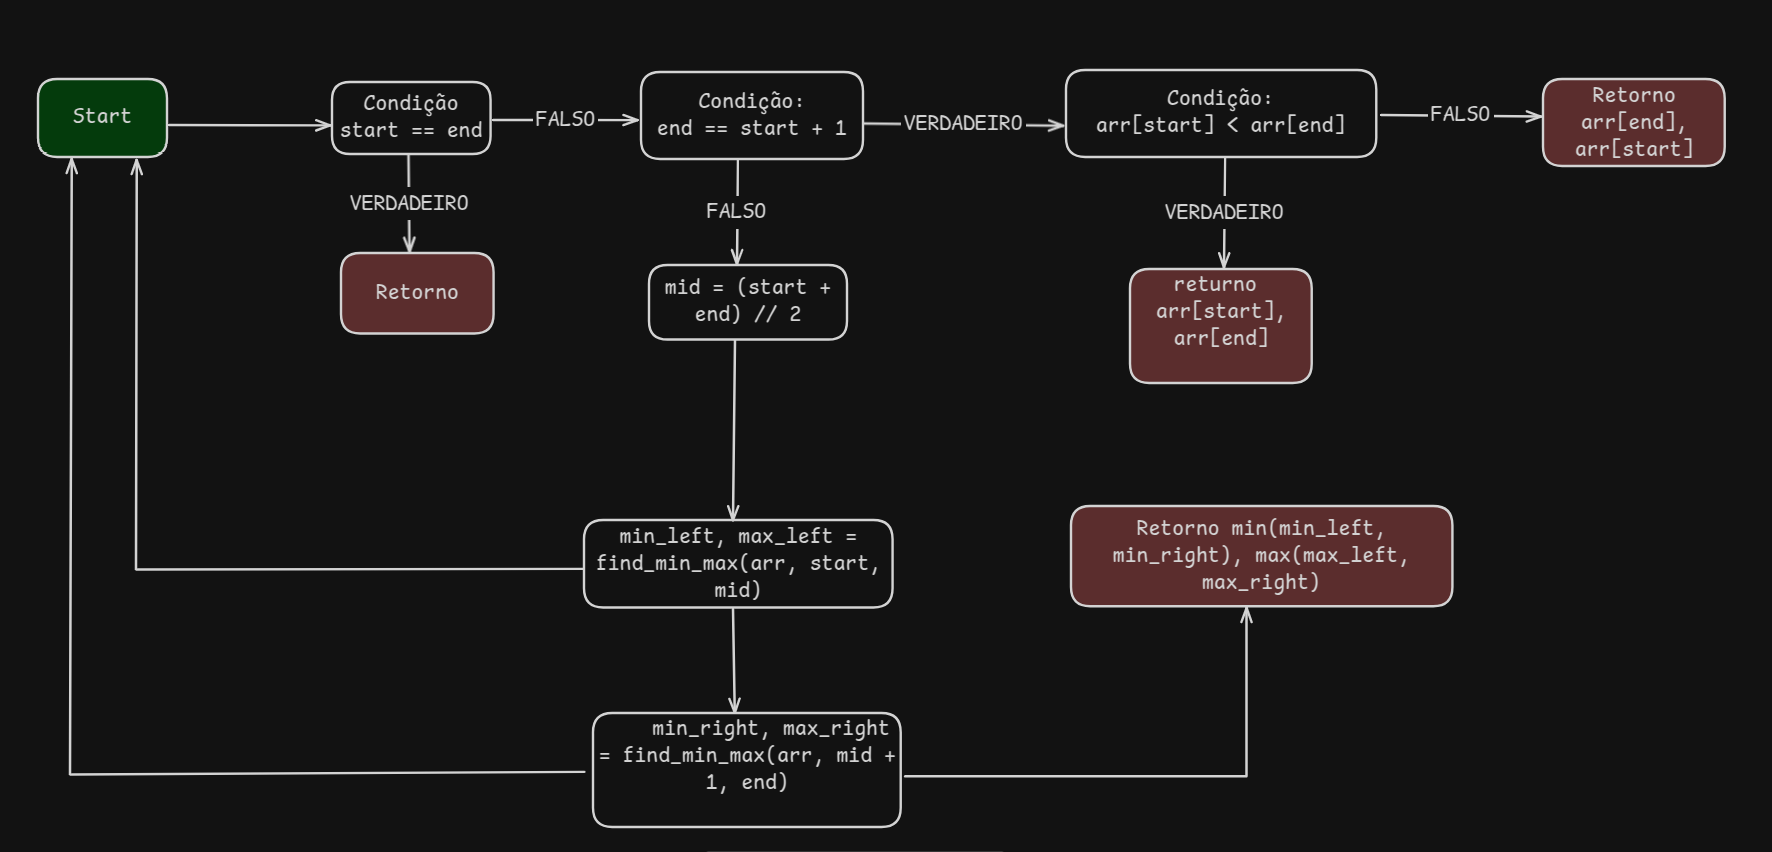 Start
Condição
start == end
FALSO
Condição:
end == start + 1
VERDADEIRO
Condição:
arr[start] < arr[end]
FALSO
Retorno
arr[end],
arr[start]
VERDADEIRO
Retorno
FALSO
mid = (start +
end) // 2
VERDADEIRO
returno
arr[start],
arr[end]
min_left, max_left =
find_min_max(arr, start,
mid)
Retorno min(min_left,
min_right), max(max_left,
max_right)
min_right, max_right
= find_min_max(arr, mid +
1, end)